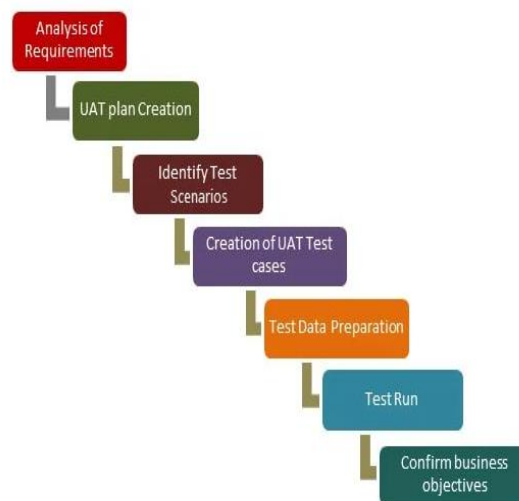 Analysis of
Requirements
UAT plan Creation
Identify Test
Scenarios
Creation of UAT Test
cases
Test Data Preparation
Test Run
Confirm business
objectives